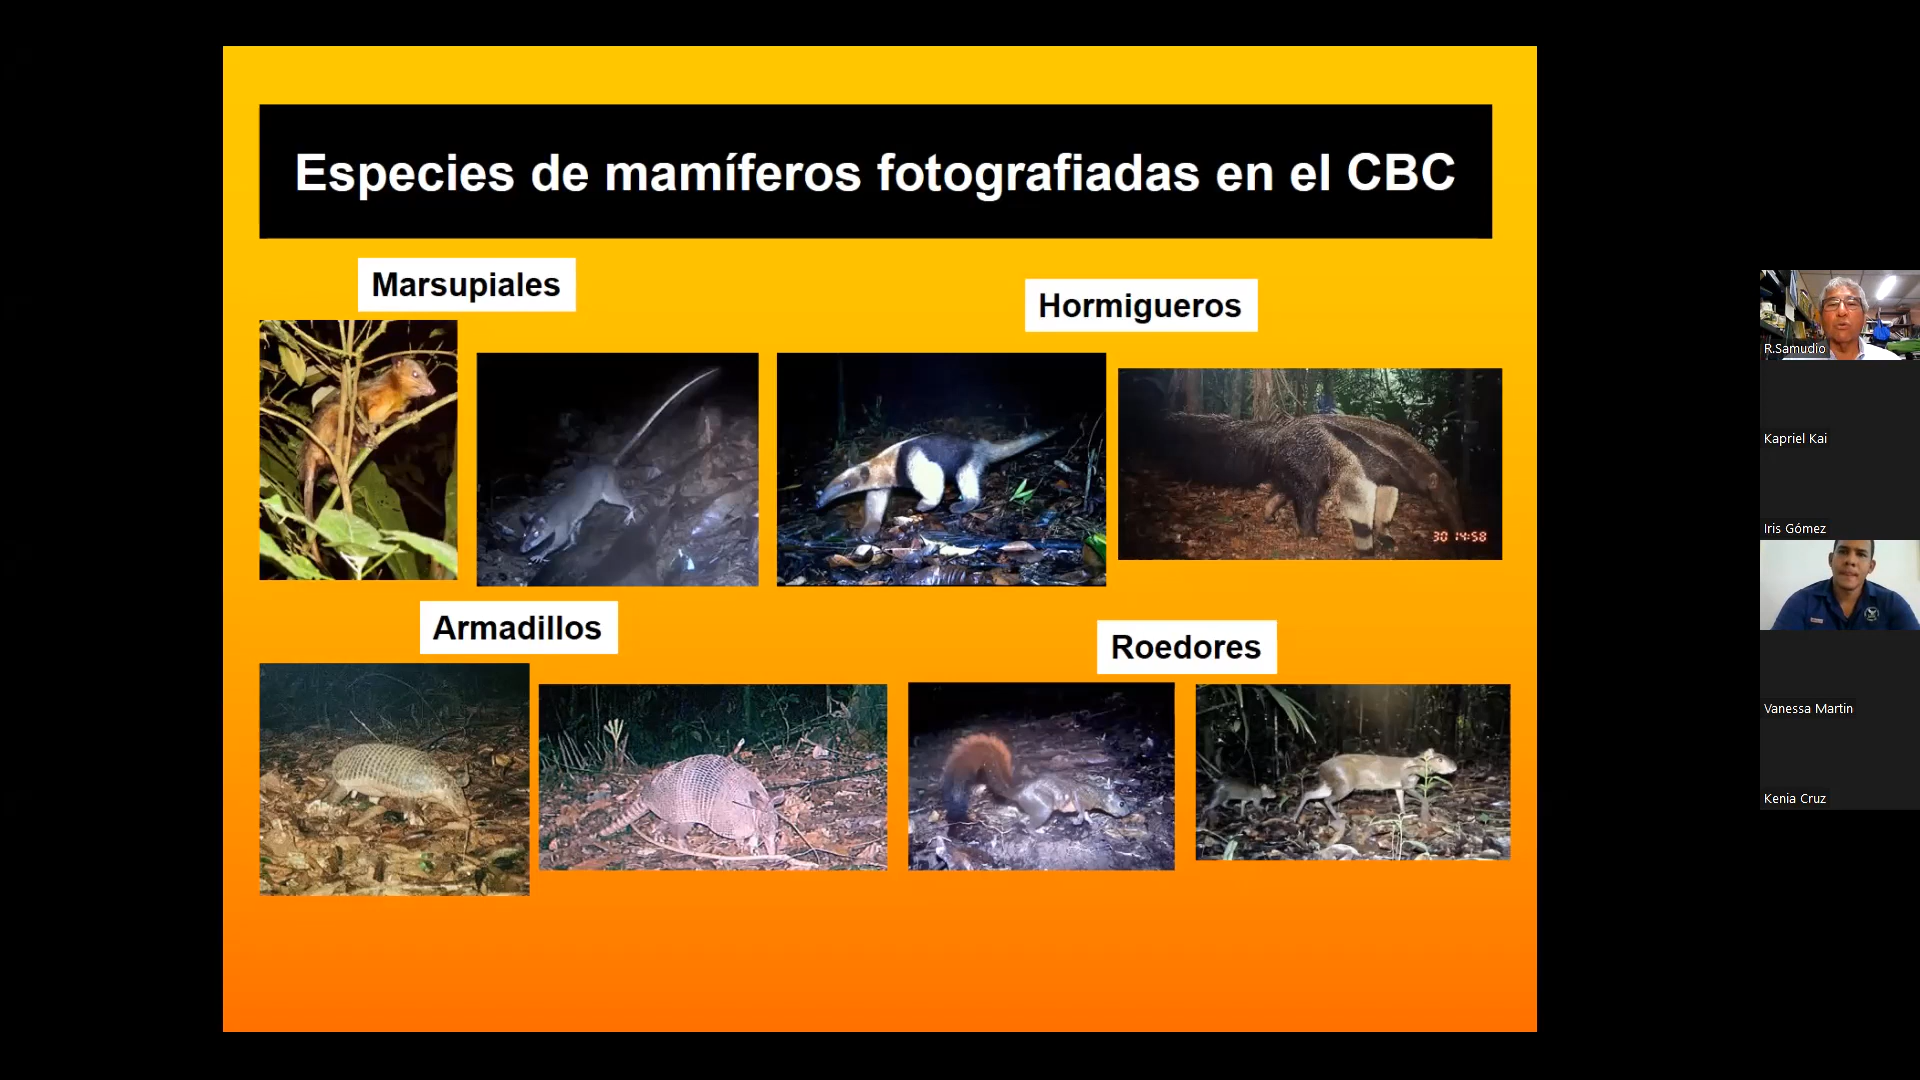 Especies de mamíferos fotografiadas en el CBC
Marsupiales
Hormigueros
30 14:58
Armadillos
Roedores
R.Samudio
Kapriel Kai
Iris Gómez
Vanessa Martin
Kenia Cruz